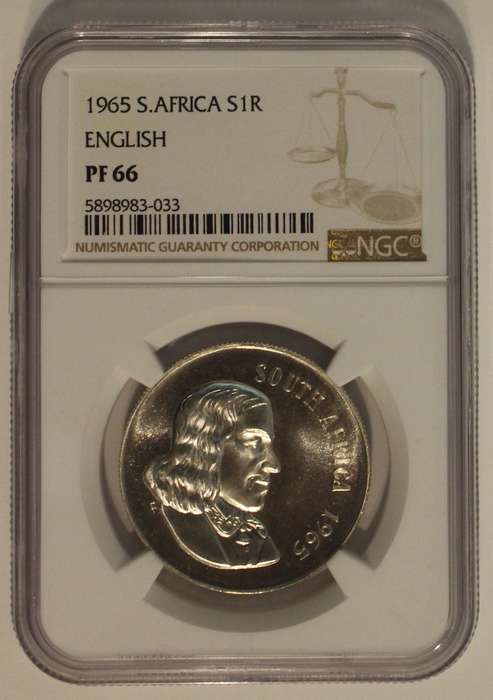 1965 S.AFRICA S1R
ENGLISH
PF 66
5898983-033
NUMISMATIC GUARANTY CORPORATION
NGC®
SOUTH AFRICA 1965